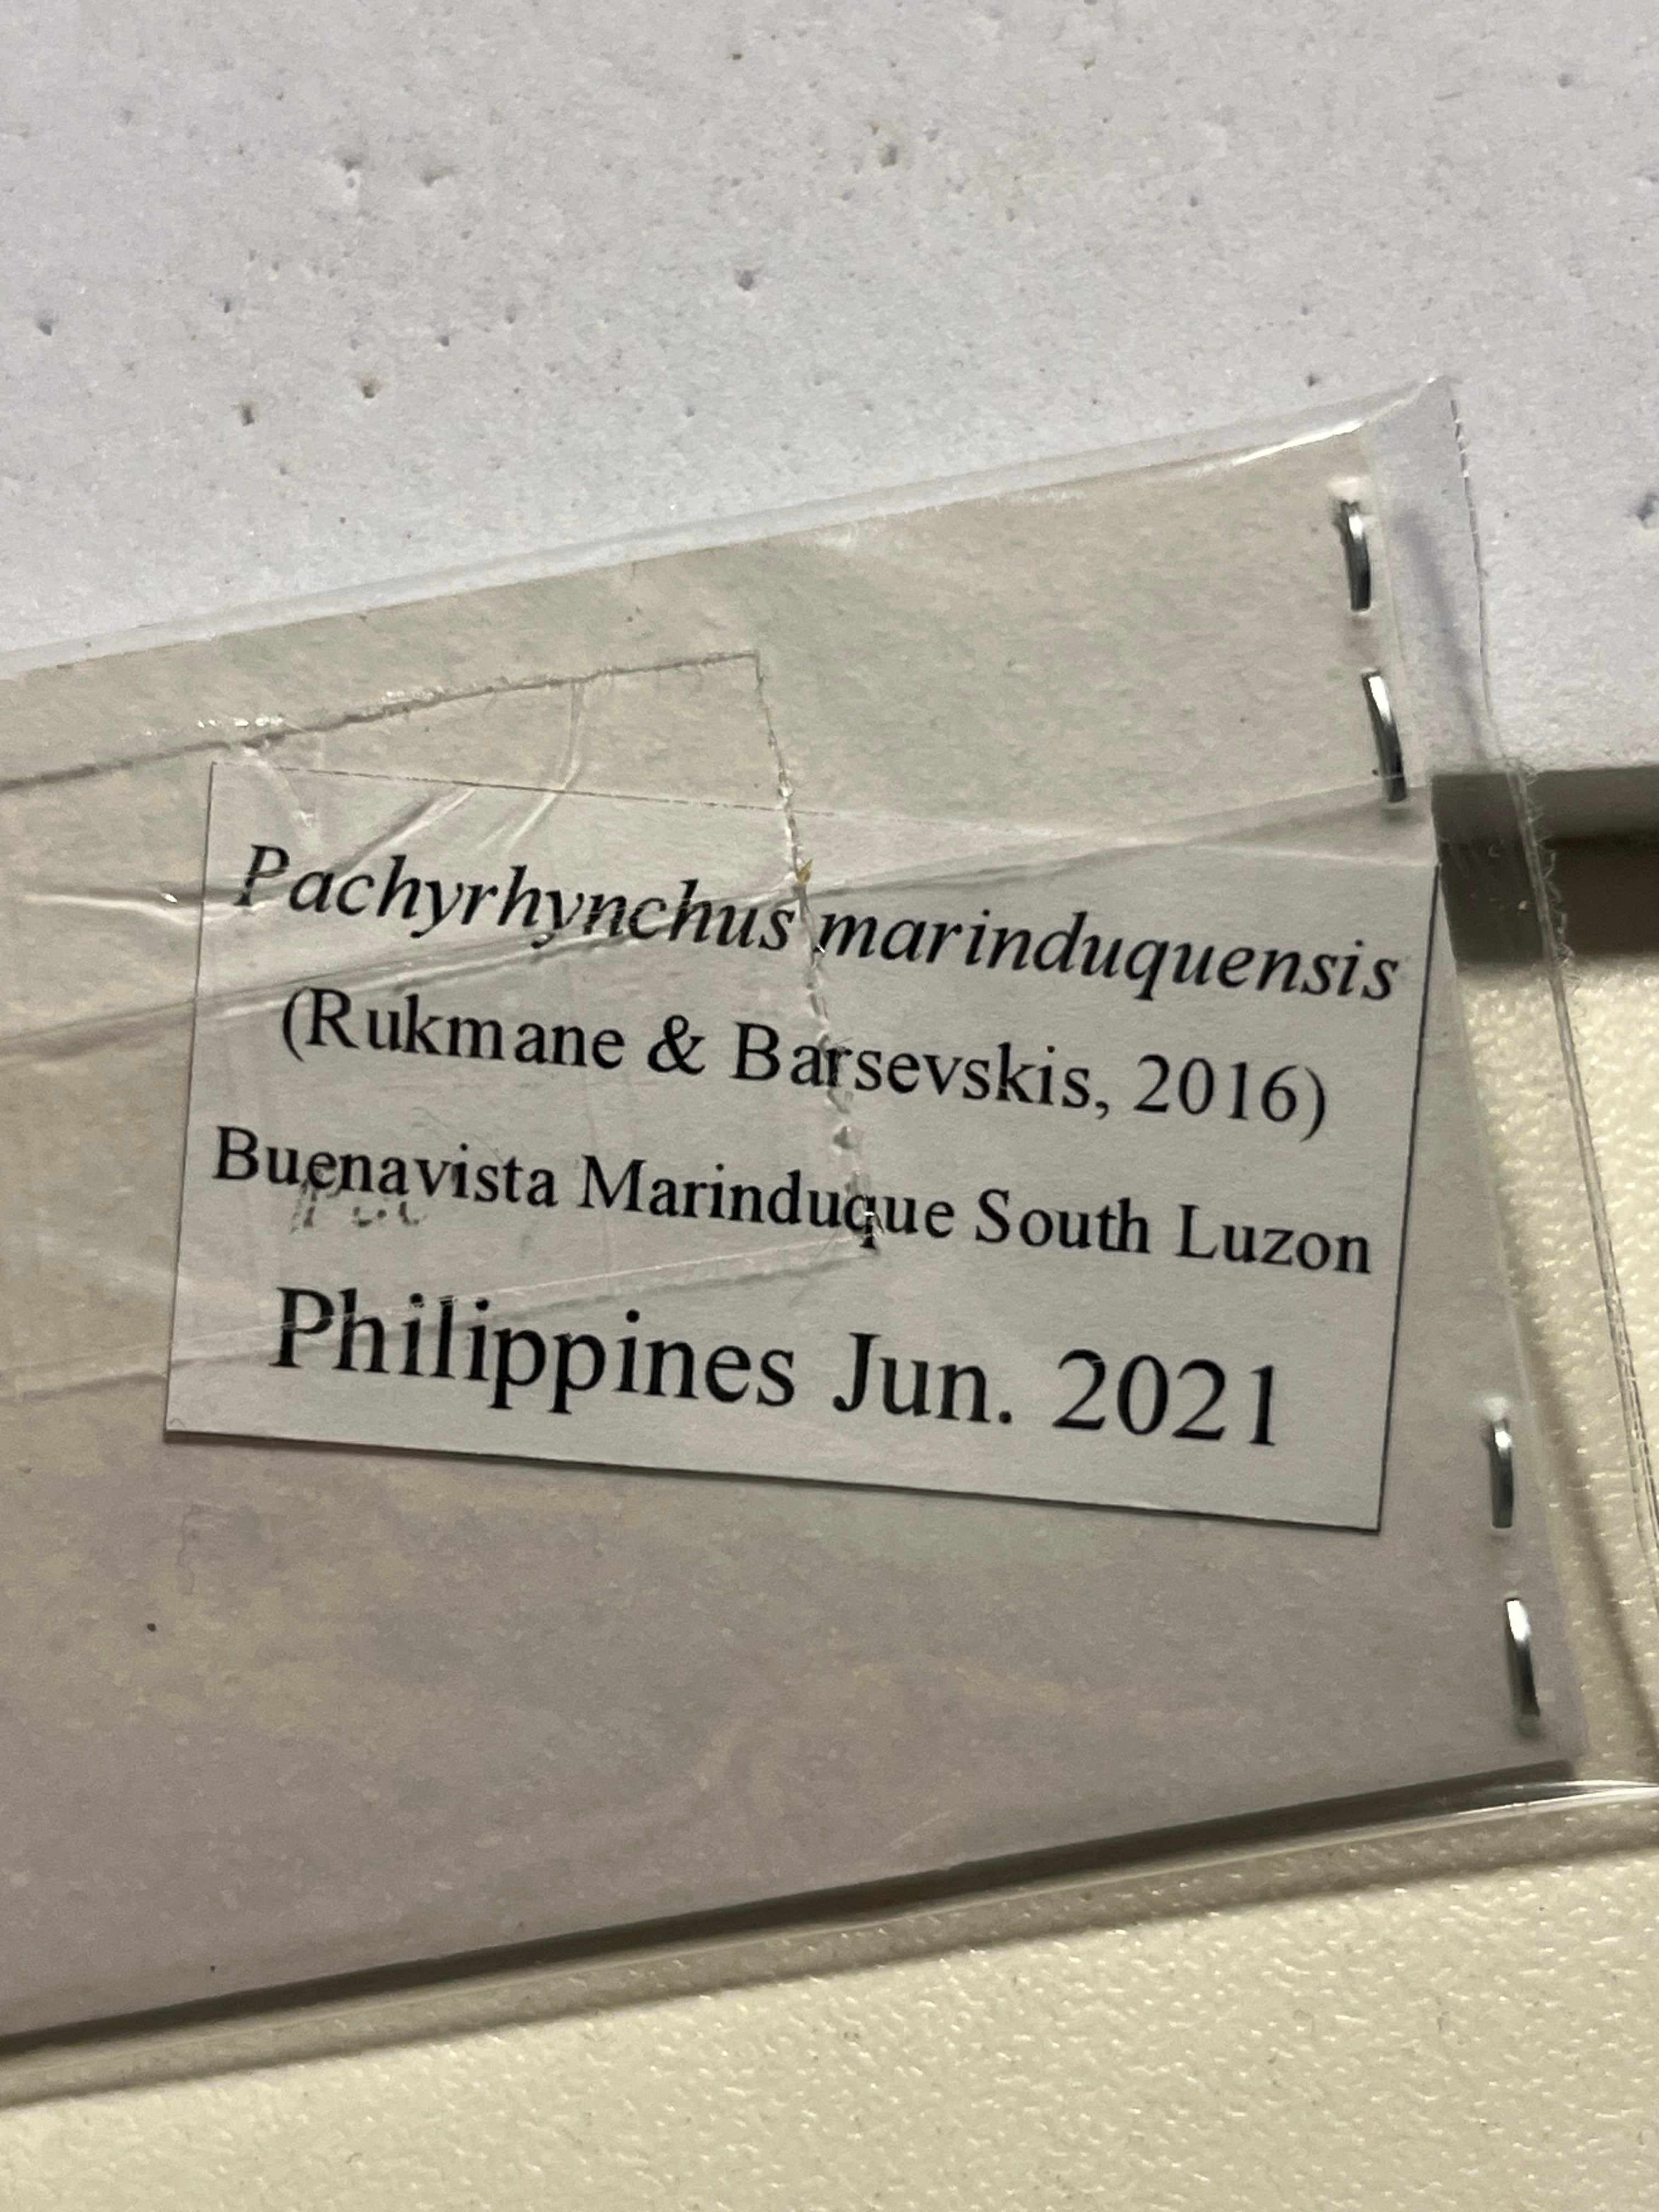 Pachyrhynchus marinduquensis
(Rukmane & Barsevskis, 2016)
Buenavista Marinduque South Luzon
Philippines Jun. 2021